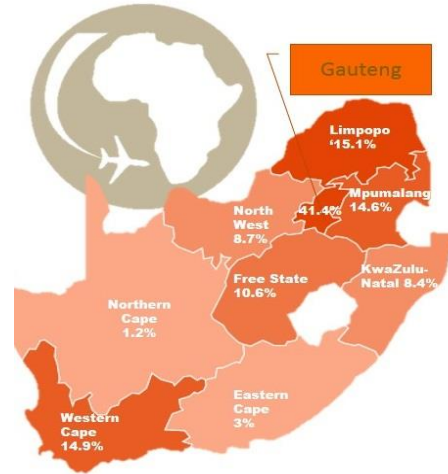 Gauteng
Limpopo
‘15.1%
Mpumalang
14.6%
41.4%
North
West
8.7%
Free State
10.6%
KwaZulu-
Natal 8.4%
Northern
Cape
1.2%
Eastern
Cape
3%
Western
Cape
14.9%